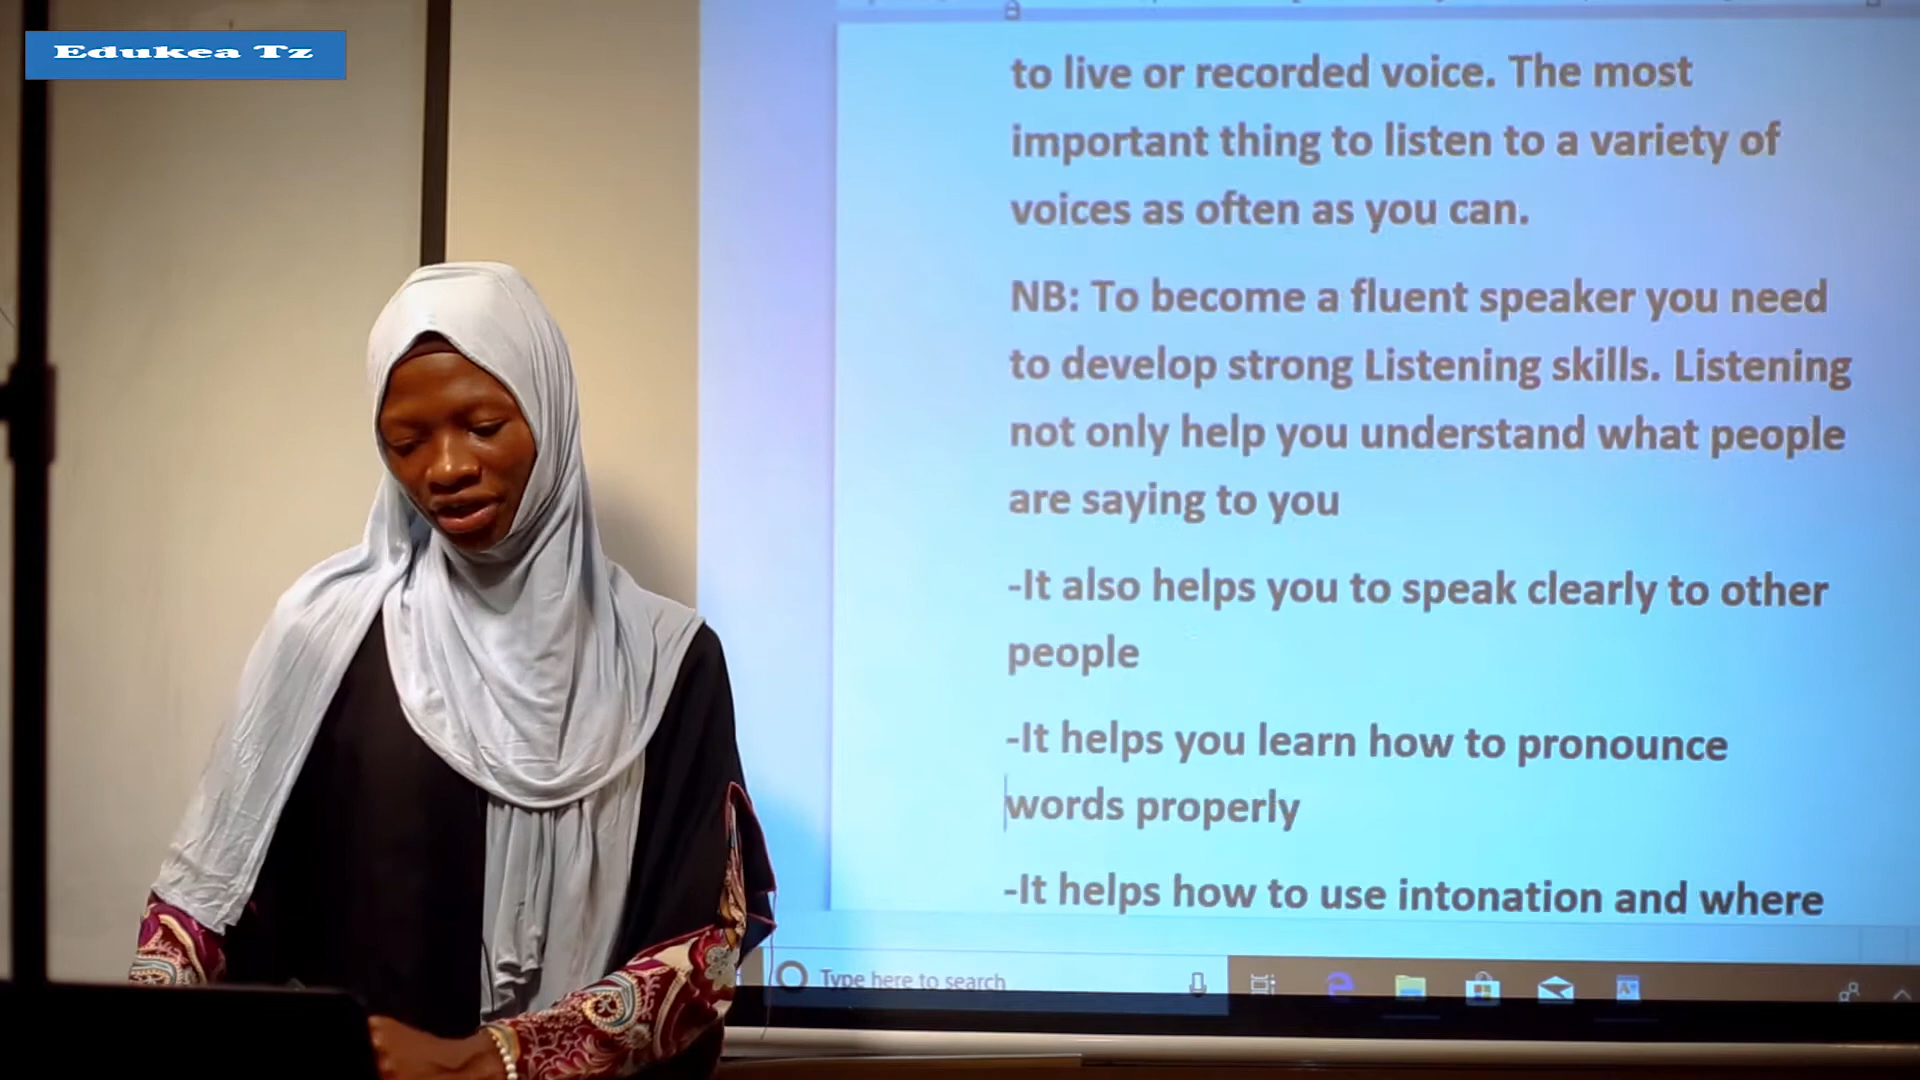 Edukea Tz
to live or recorded voice. The most
important thing to listen to a variety of
voices as often as you can.
NB: To become a fluent speaker you need
to develop strong Listening skills. Listening
not only help you understand what people
are saying to you
-It also helps you to speak clearly to other
people
-It helps you learn how to pronounce
words properly
-It helps how to use intonation and where
Type here to search